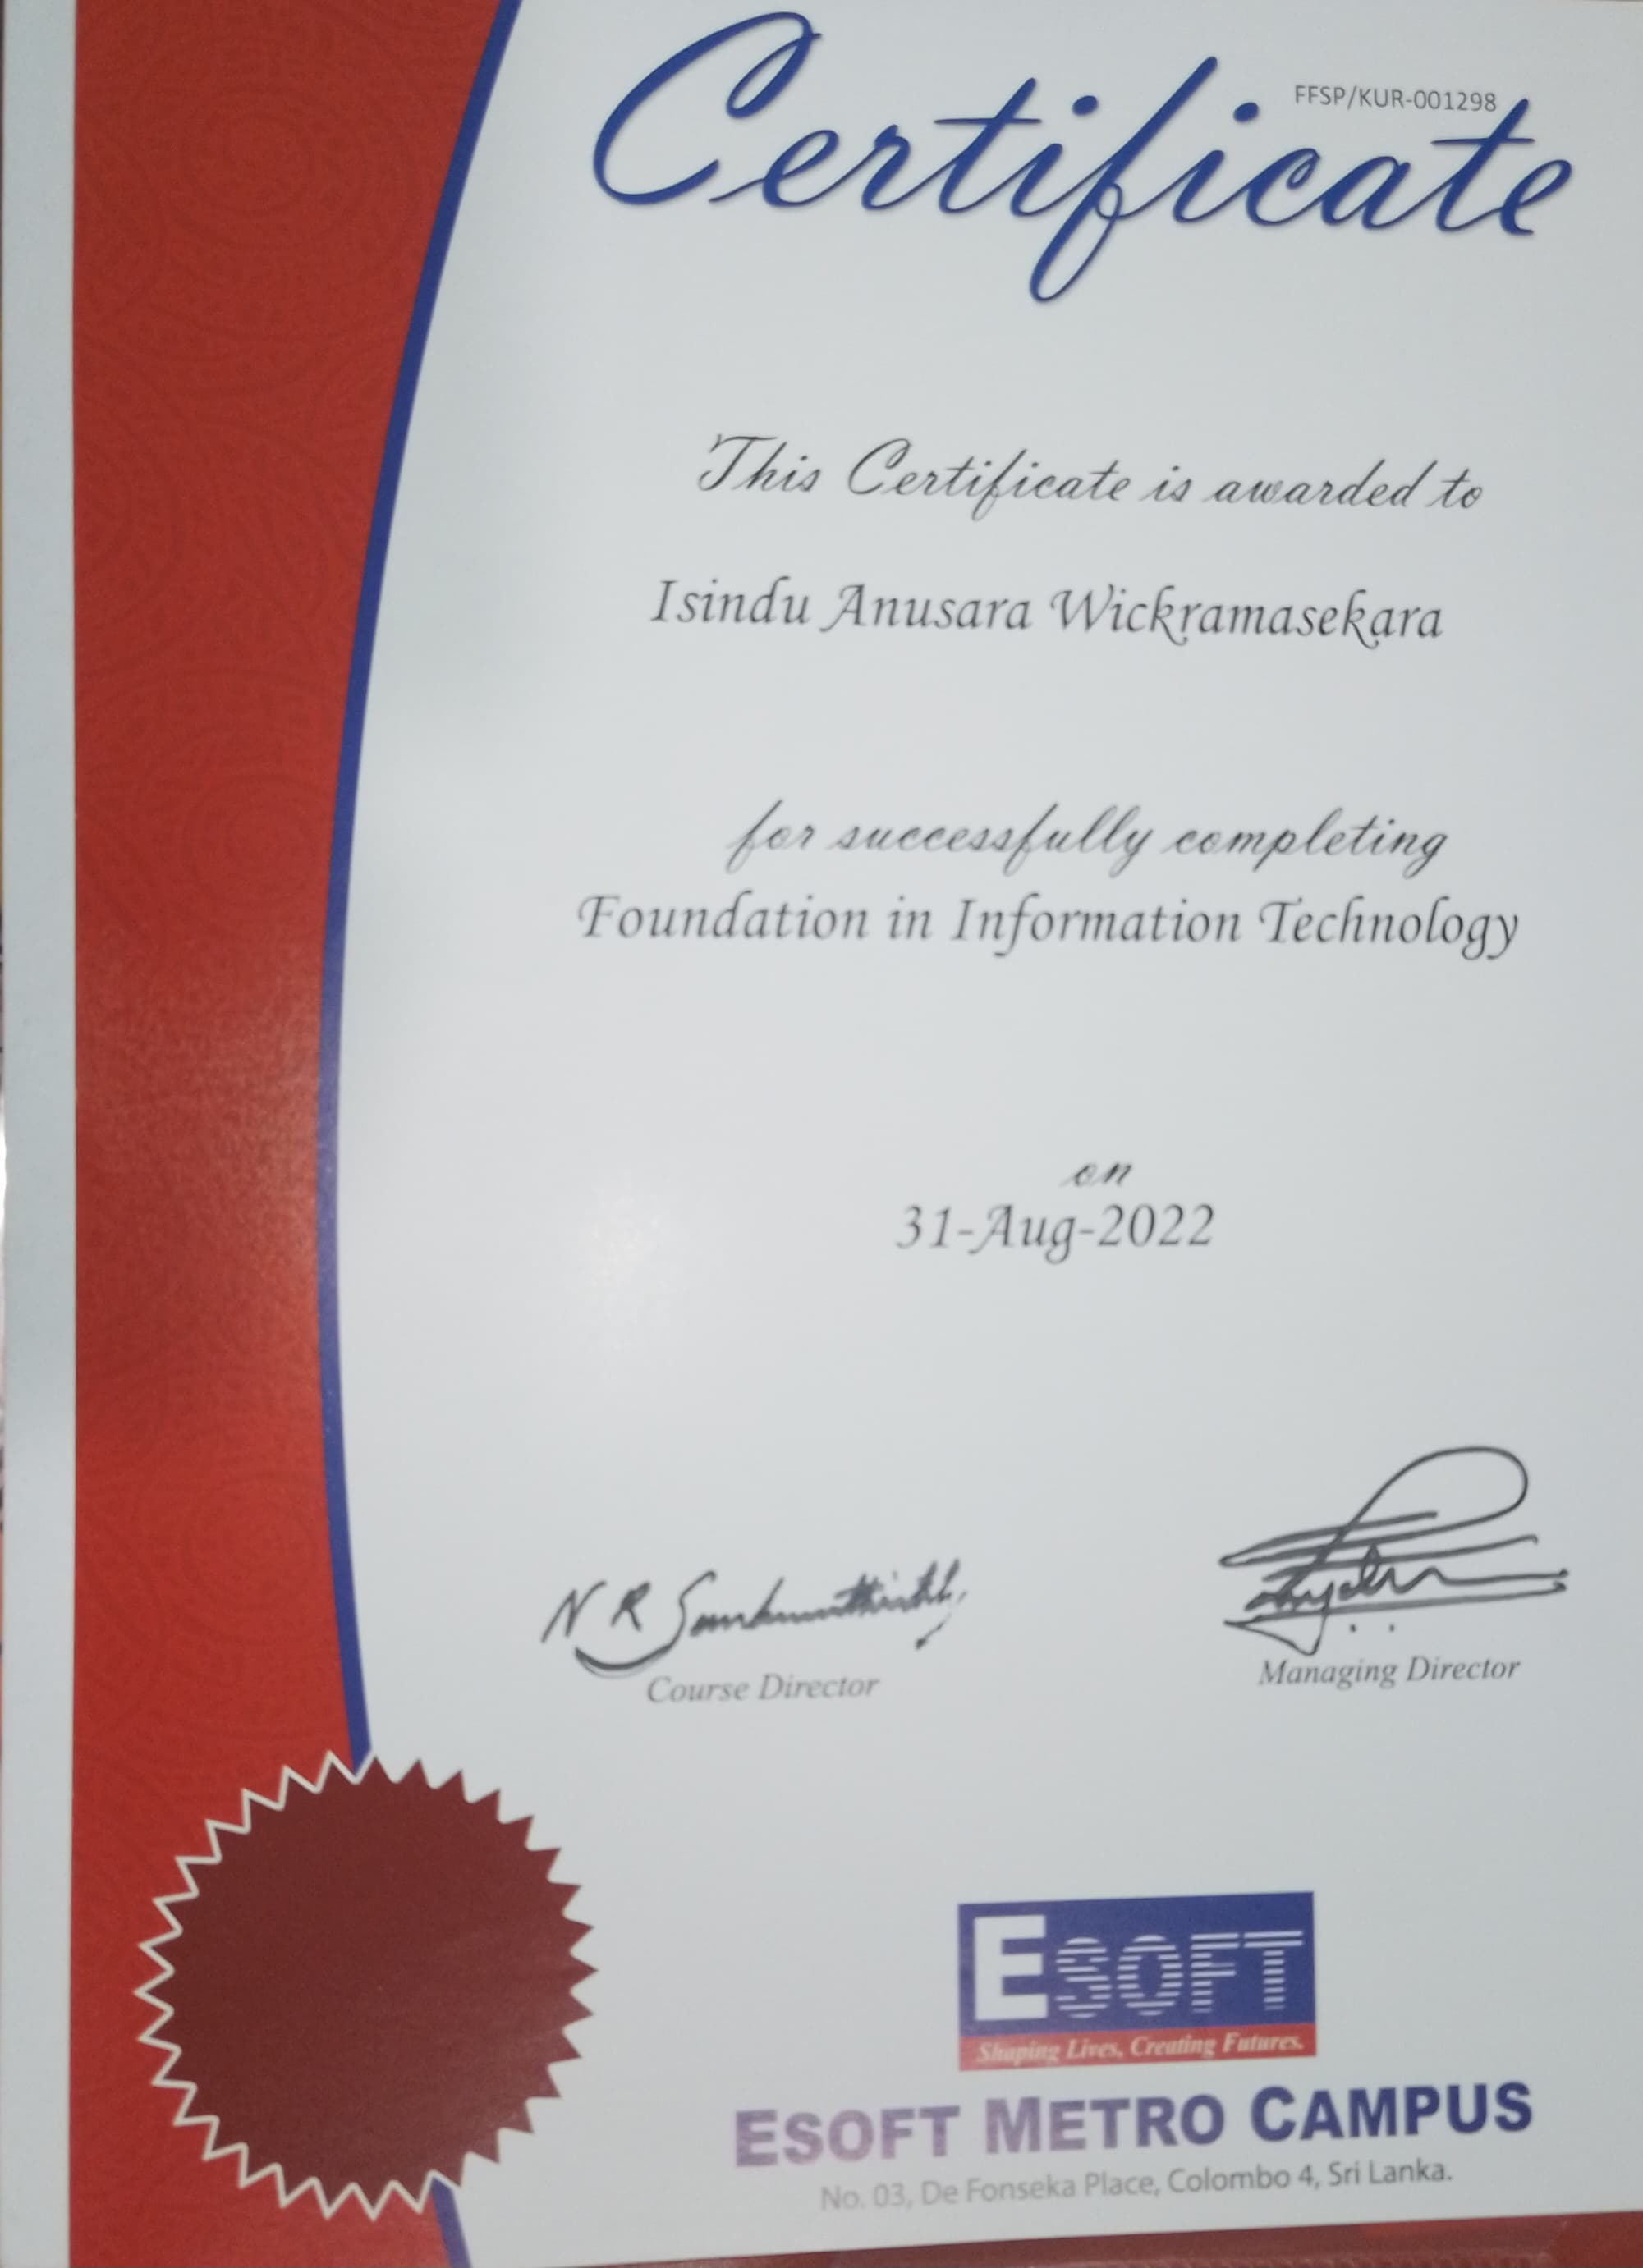 FFSP/KUR-001298
Certificate
This Certificate is awarded to
Isindu Anusara Wickramasekara
for successfully completing
Foundation in Information Technology
on
31-Aug-2022
N R
Course Director
Managing Director
ESOFT
Shaping Lives, Creating Futures.
ESOFT METRO CAMPUS
No. 03, De Fonseka Place, Colombo 4, Sri Lanka.